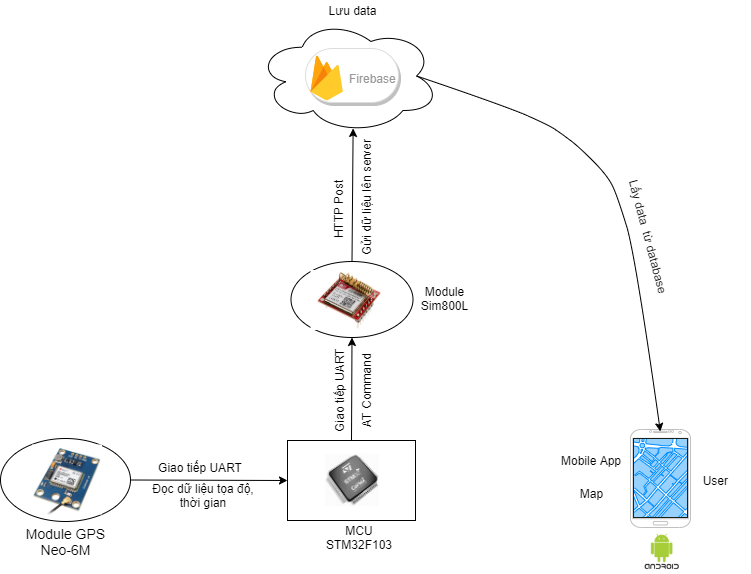 Lưu data
Firebase
HTTP Post
Gửi dữ liệu lên server
Lấy data từ database
Module
Sim800L
Giao tiếp UART
AT Command
Giao tiếp UART
Đọc dữ liệu tọa độ,
thời gian
Module GPS
Neo-6M
MCU
STM32F103
Mobile App
Map
User
ANDROID